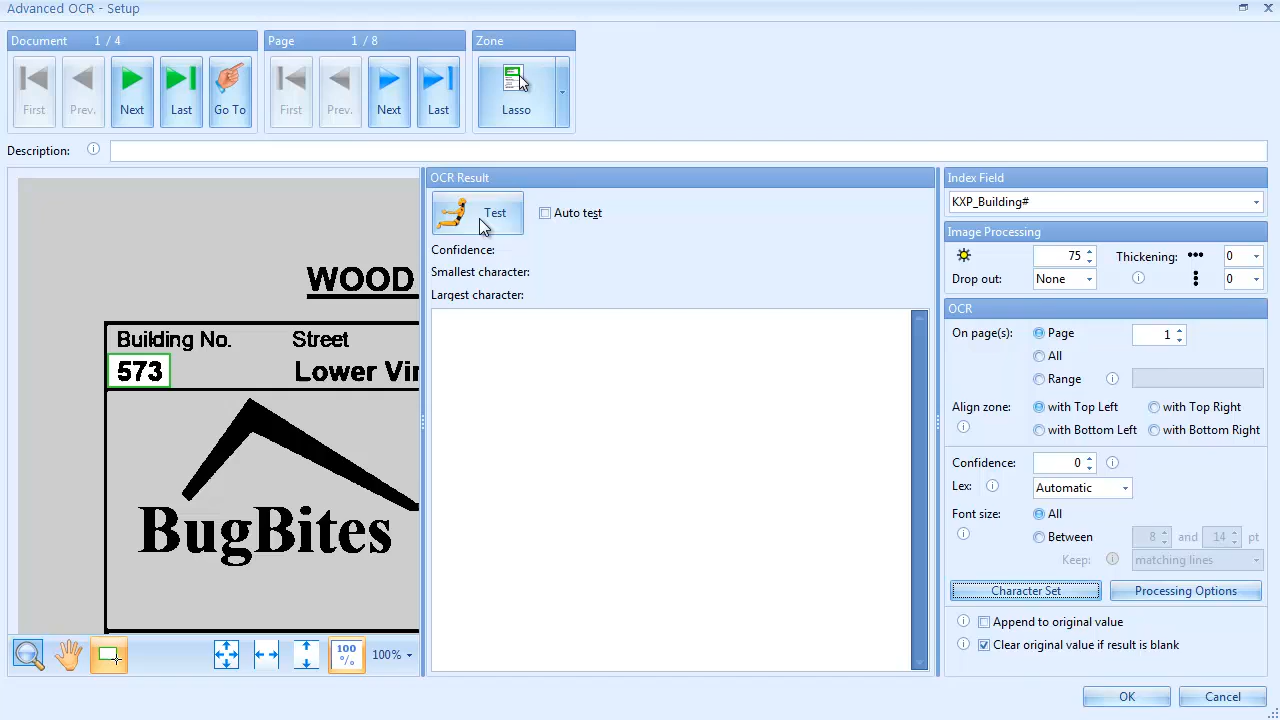 Advanced OCR - Setup
Document 1 / 4
Page 1 / 8
Zone
First
Prev.
Next
Last
Go To
First
Prev.
Next
Last
Lasso
Description:
WOOD
Building No. Street
573 Lower Vir
BugBites
100%
100%
OCR Result
Test
Auto test
Confidence:
Smallest character:
Largest character:
Index Field
KXP_Building#
Image Processing
75
Thickening:
0
Drop out:
None
0
OCR
On page(s):
Page
1
All
Range
Align zone:
with Top Left
with Top Right
with Bottom Left
with Bottom Right
Confidence:
0
Lex:
Automatic
Font size:
All
Between
8 and 14 pt
Keep:
matching lines
Character Set
Processing Options
Append to original value
Clear original value if result is blank
OK
Cancel